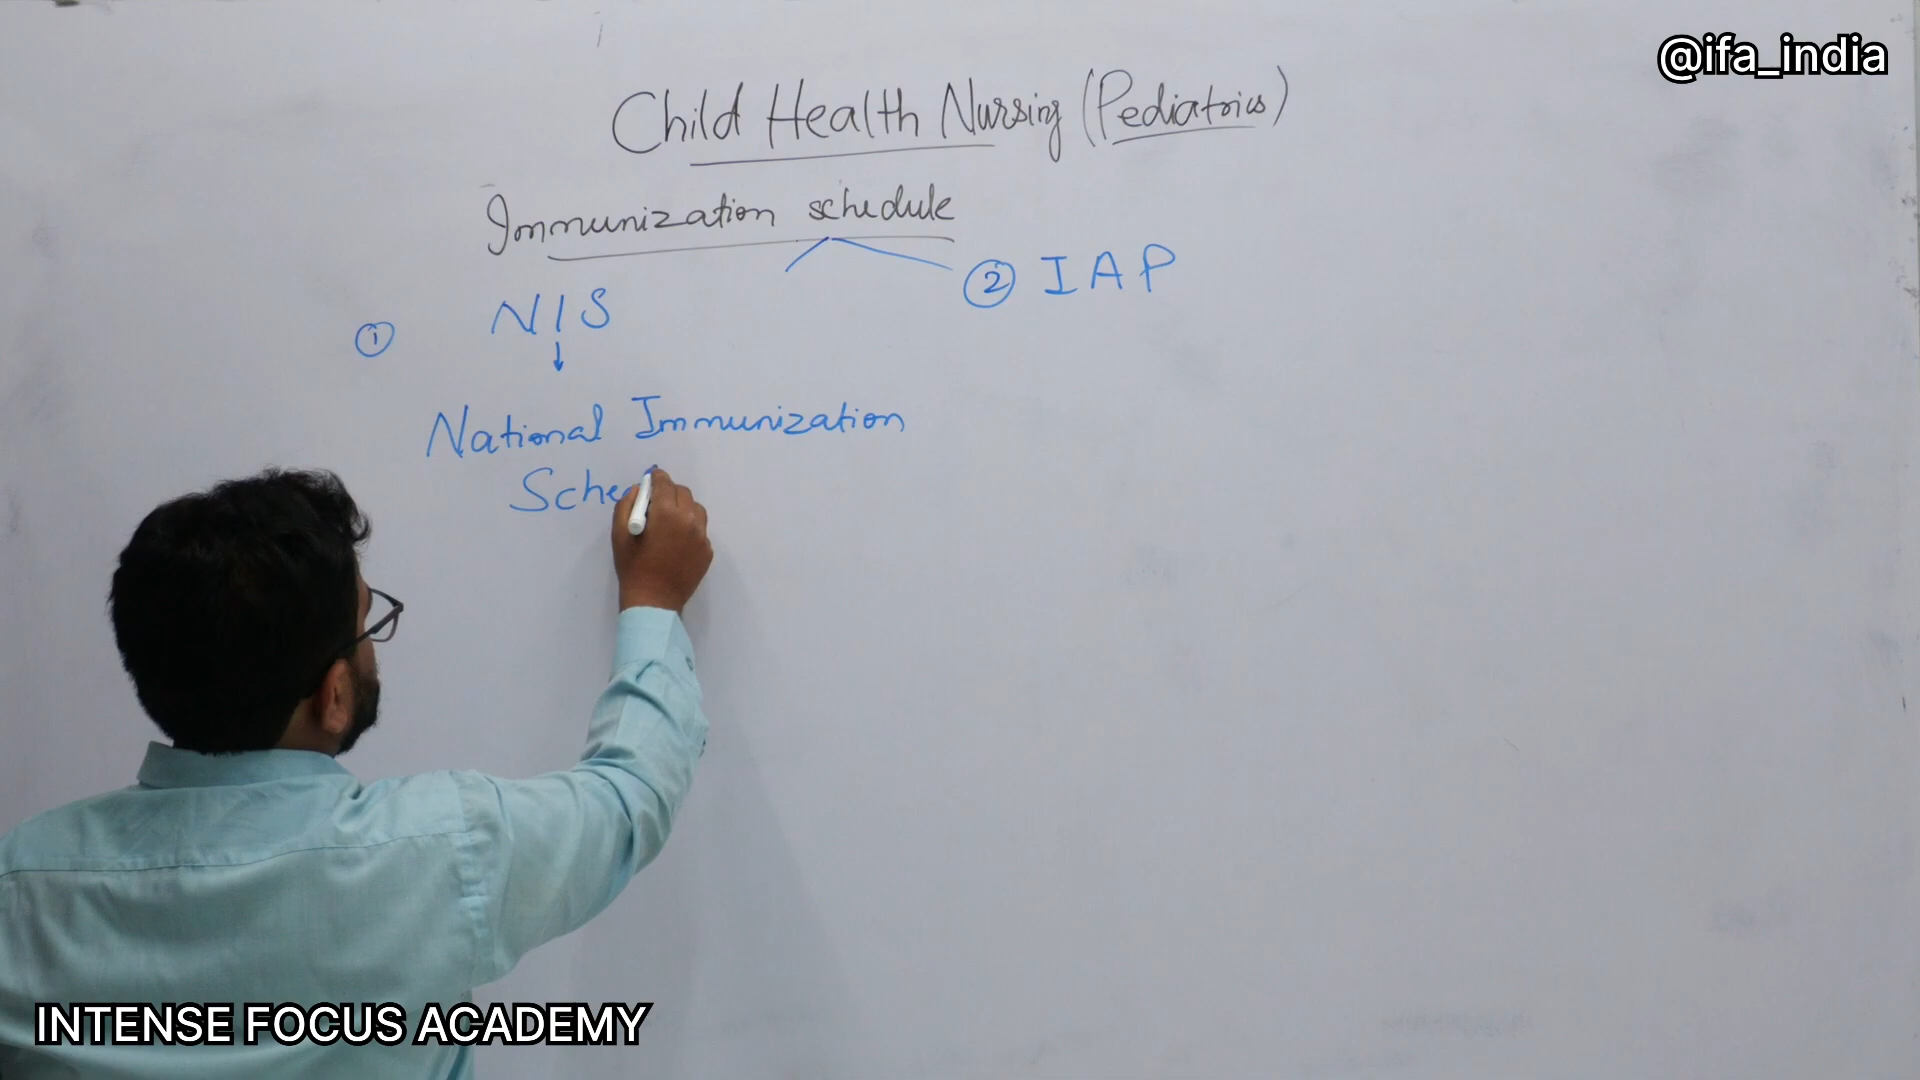 @ifa_india
Child Health Nursing (Pediatrics)
Immunization schedule
① NIS
② IAP
National Immunization
Sche
INTENSE FOCUS ACADEMY